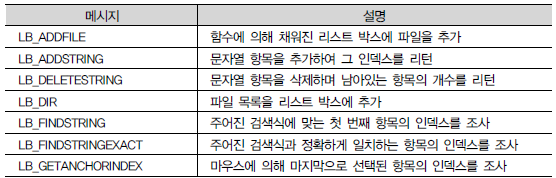 메시지 설명
LB_ADDFILE 함수에 의해 채워진 리스트 박스에 파일을 추가
LB_ADDSTRING 문자열 항목을 추가하여 그 인덱스를 리턴
LB_DELETESTRING 문자열 항목을 삭제하며 남아있는 항목의 개수를 리턴
LB_DIR 파일 목록을 리스트 박스에 추가
LB_FINDSTRING 주어진 검색식에 맞는 첫 번째 항목의 인덱스를 조사
LB_FINDSTRINGEXACT 주어진 검색식과 정확하게 일치하는 항목의 인덱스를 조사
LB_GETANCHORINDEX 마우스에 의해 마지막으로 선택된 항목의 인덱스를 조사